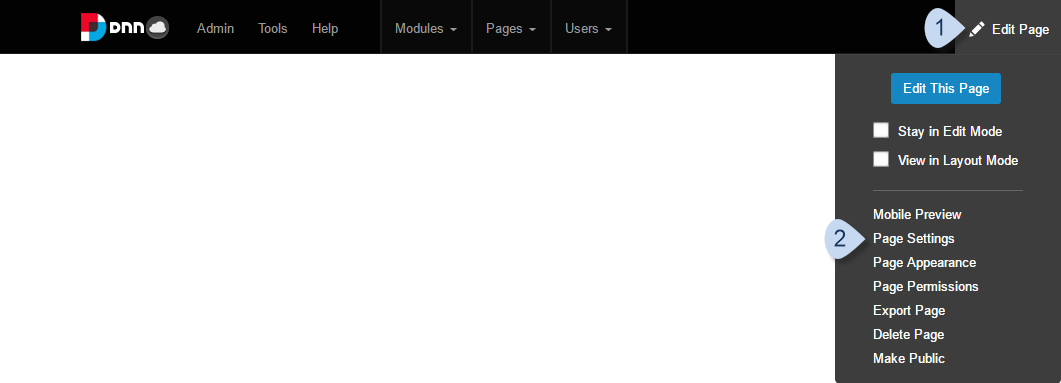 DNN Admin Tools Help Modules Pages Users 1 Edit Page
Edit This Page
Stay in Edit Mode
View in Layout Mode
Mobile Preview
2 Page Settings
Page Appearance
Page Permissions
Export Page
Delete Page
Make Public